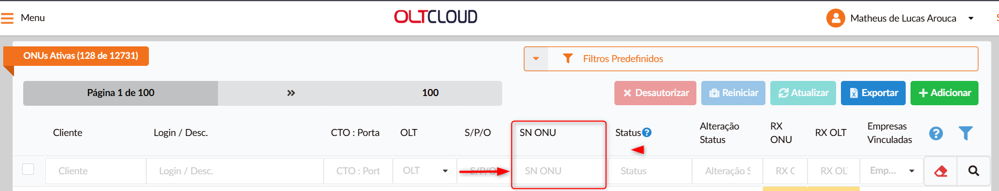 Menu
OLTCLOUD
Matheus de Lucas Arouca
ONUs Ativas (128 de 12731)
Filtros Predefinidos
Página 1 de 100
»
100
Desautorizar
Reiniciar
Atualizar
Exportar
Adicionar
Cliente
Login / Desc.
CTO : Porta
OLT
S/P/O
SN ONU
Status
Alteração
Status
RX
ONU
RX OLT
Empresas
Vinculadas
Cliente
Login / Desc.
CTO : Port
OLT
S/P/O
SN ONU
Status
Alteração S
RX C
RX OL
Emp...